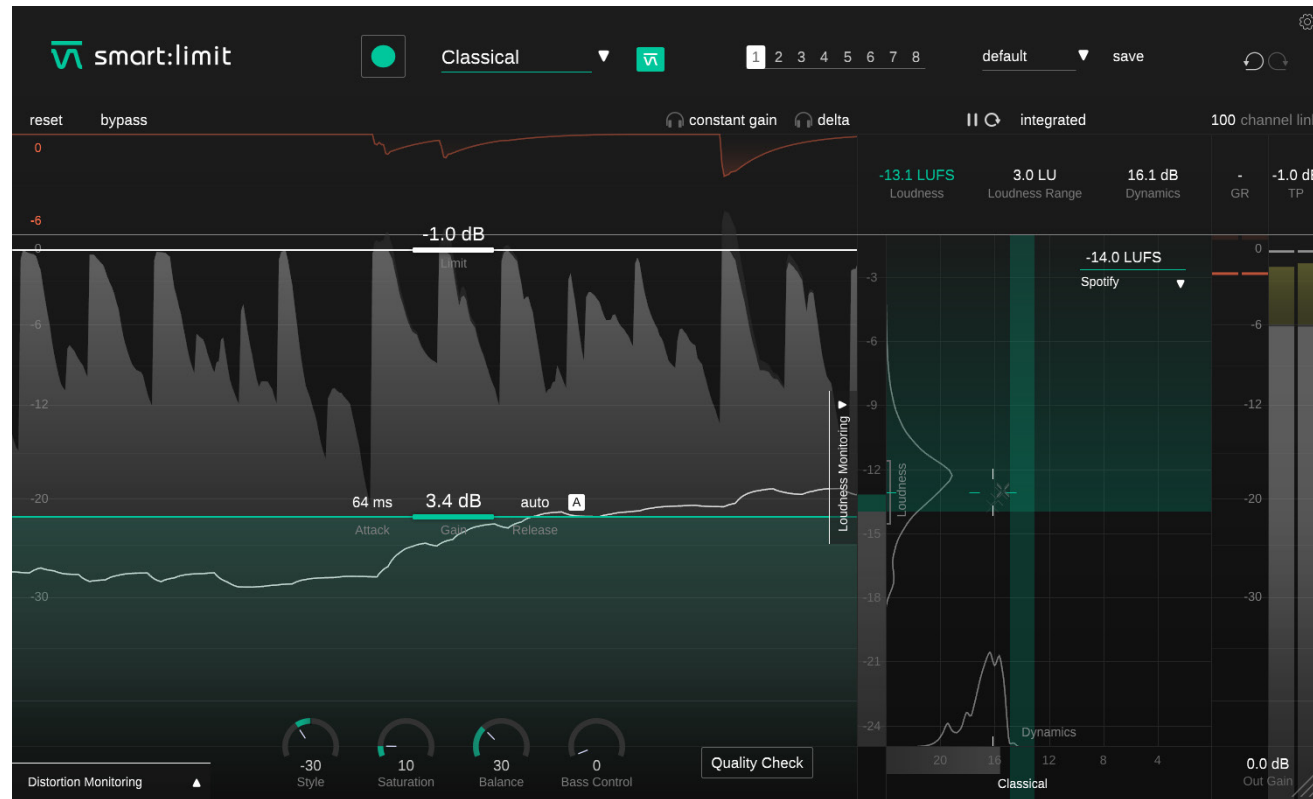 smart:limit
Classical
1 2 3 4 5 6 7 8
default
save
reset
bypass
constant gain
delta
integrated
100 channel link
0
-6
-13.1 LUFS
Loudness
3.0 LU
Loudness Range
16.1 dB
Dynamics
-
GR
-1.0 dB
TP
-1.0 dB
Limit
0
-6
-12
-20
-30
64 ms
Attack
3.4 dB
Gain
auto
A
Release
Loudness Monitoring
-14.0 LUFS
Spotify
-3
-6
-9
-12
-15
-18
-21
-24
Loudness
Dynamics
20
16
12
8
4
Classical
0
-6
-12
-20
-30
0.0 dB
Out Gain
-30
Style
10
Saturation
30
Balance
0
Bass Control
Quality Check
Distortion Monitoring